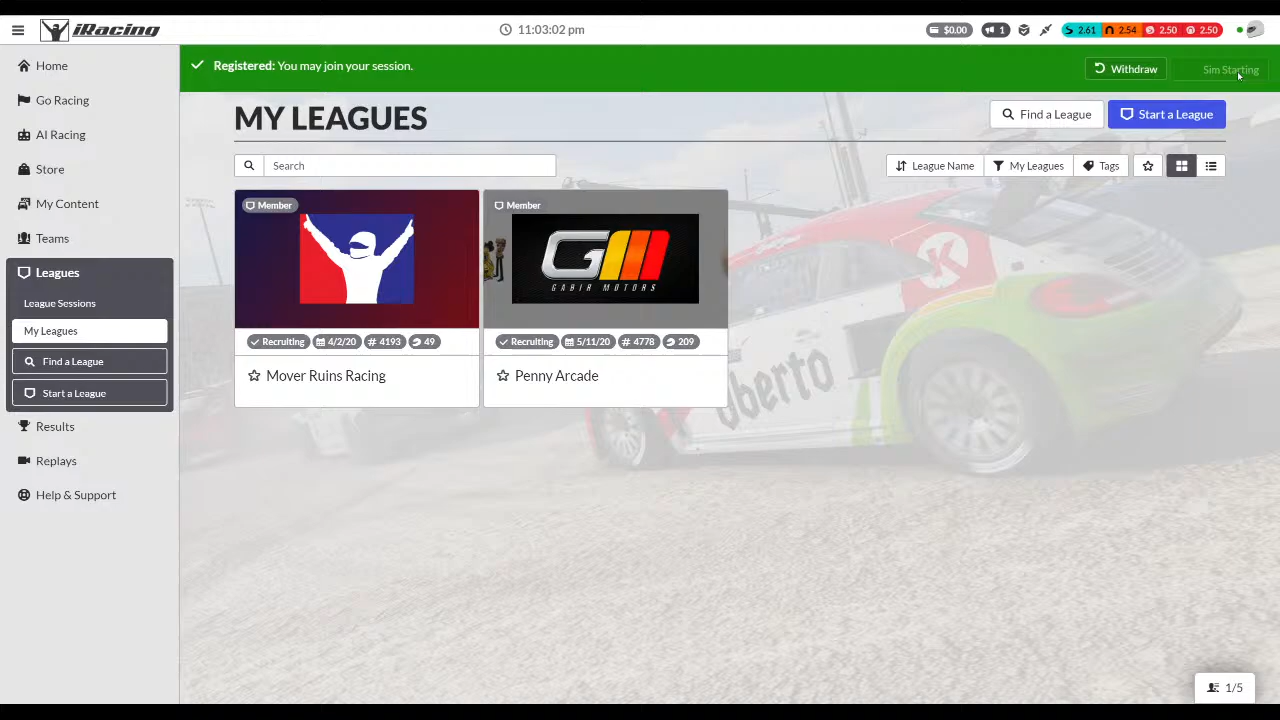 iRacing
11:03:02 pm
$0.00
1
2.61
2.54
2.50
2.50
Home
Go Racing
AI Racing
Store
My Content
Teams
Leagues
League Sessions
My Leagues
Find a League
Start a League
Results
Replays
Help & Support
Registered: You may join your session.
Withdraw
Sim Starting
MY LEAGUES
Find a League
Start a League
Search
League Name
My Leagues
Tags
Member
Recruiting
4/2/20
# 4193
49
Mover Ruins Racing
Member
GM
GABIR MOTORS
Recruiting
5/11/20
# 4778
209
Penny Arcade
K
Oberto
1/5